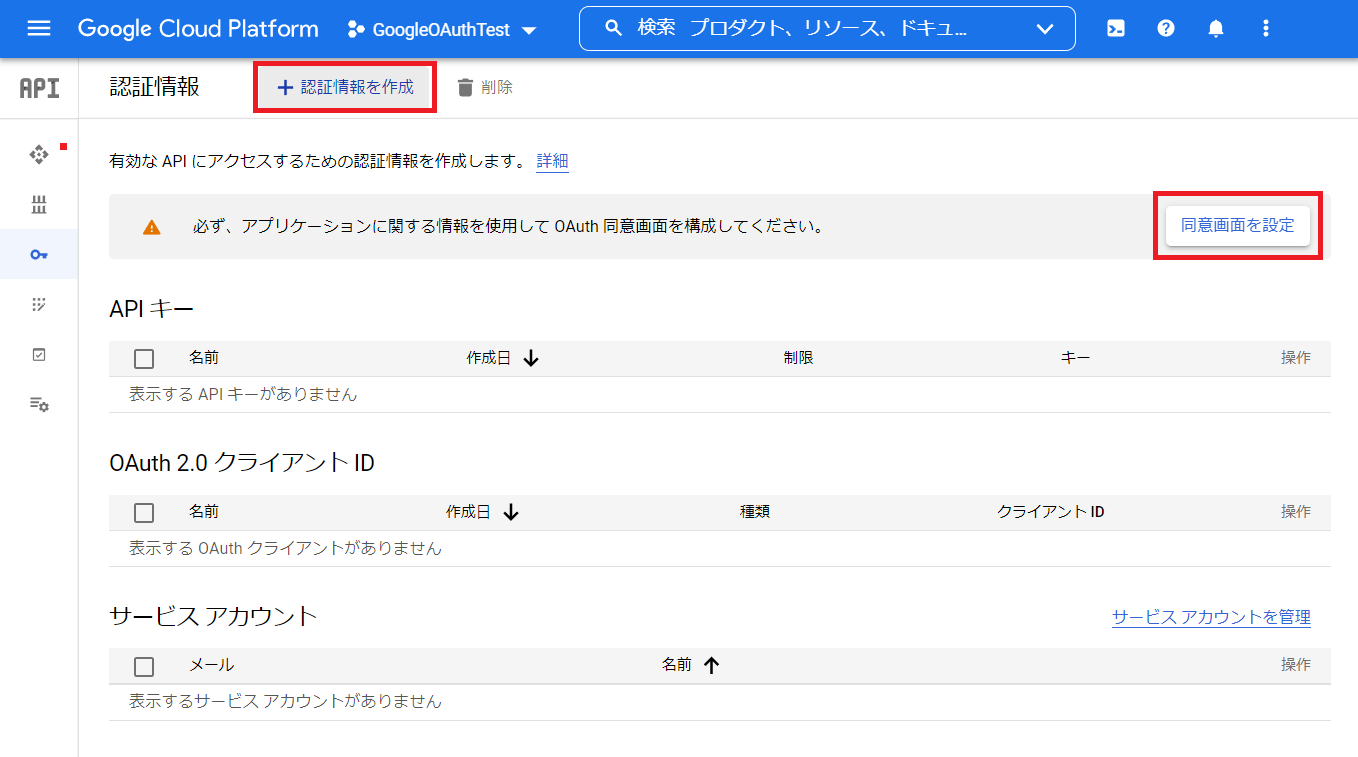 Google Cloud Platform GoogleOAuthTest 検索 プロダクト、リソース、ドキュ...
API 認証情報 + 認証情報を作成 削除
有効な API にアクセスするための認証情報を作成します。 詳細
必ず、アプリケーションに関する情報を使用して OAuth 同意画面を構成してください。 同意画面を設定
API キー
名前 作成日 制限 キー 操作
表示する API キーがありません
OAuth 2.0 クライアント ID
名前 作成日 種類 クライアント ID 操作
表示する OAuth クライアントがありません
サービス アカウント サービス アカウントを管理
メール 名前 操作
表示するサービス アカウントがありません